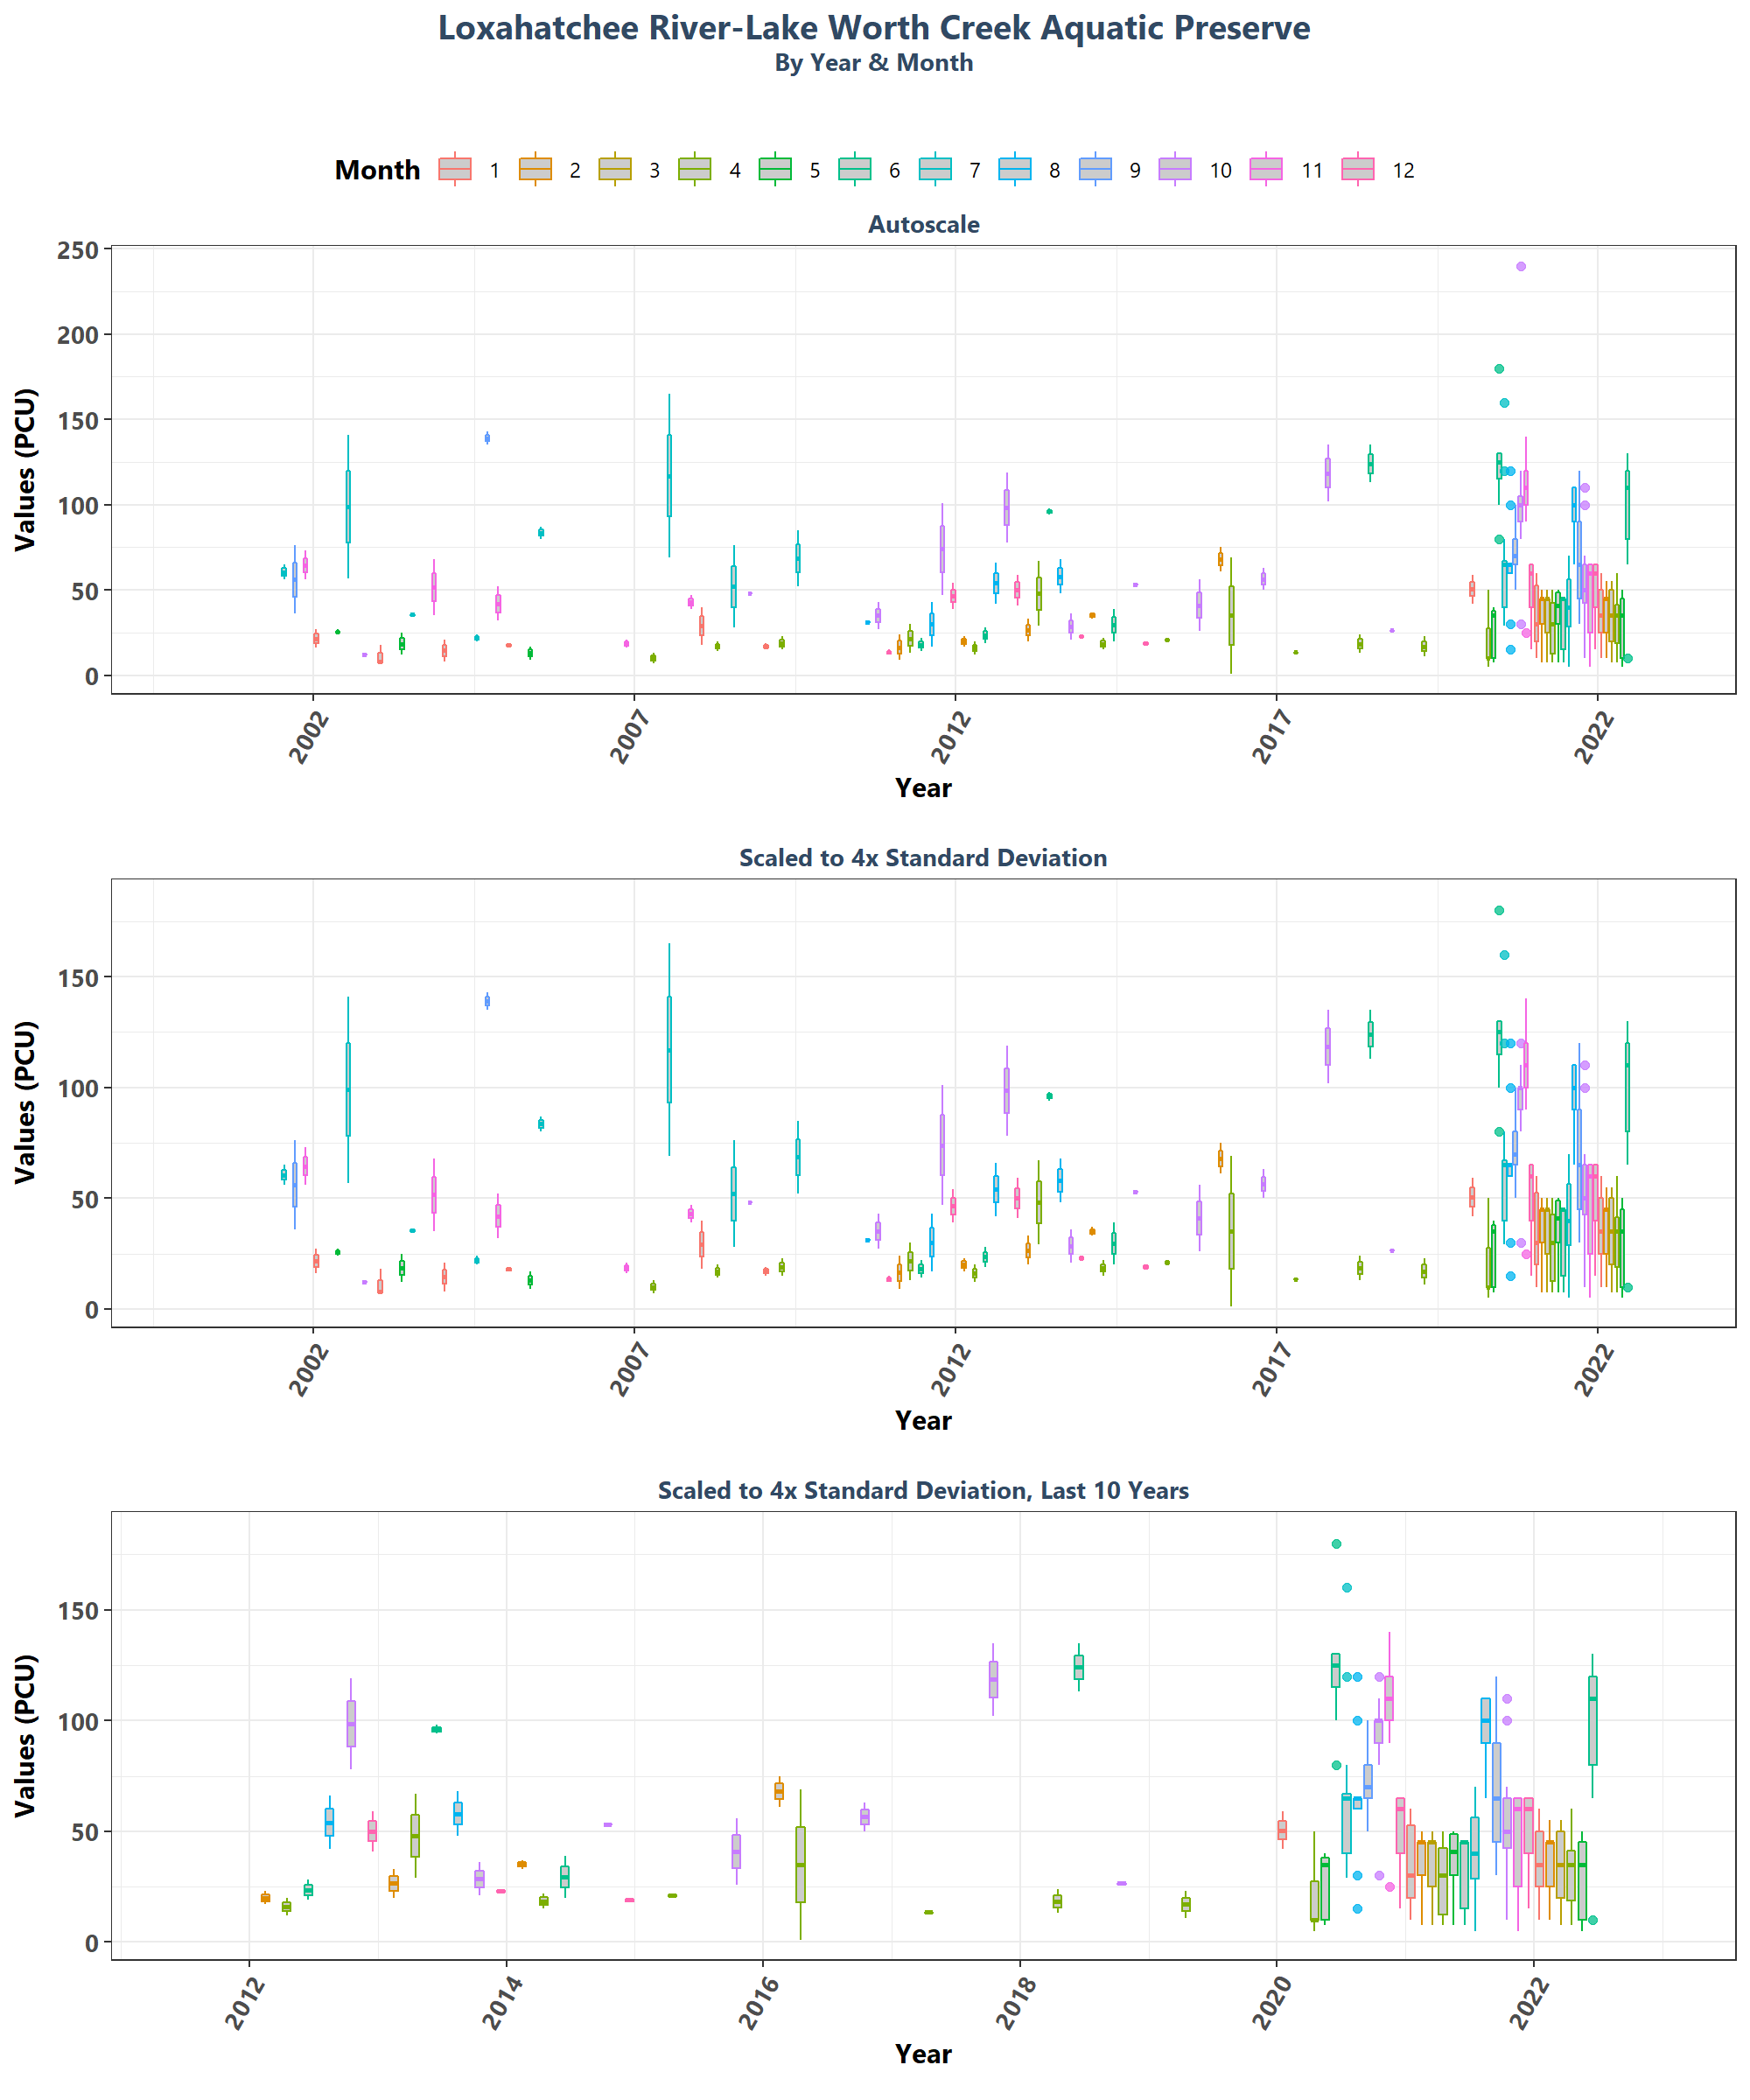 Loxahatchee River-Lake Worth Creek Aquatic Preserve
By Year & Month
Month 1 2 3 4 5 6 7 8 9 10 11 12
Autoscale
Values (PCU)
250
200
150
100
50
0
2002 2007 2012 2017 2022
Year
Scaled to 4x Standard Deviation
Values (PCU)
150
100
50
0
2002 2007 2012 2017 2022
Year
Scaled to 4x Standard Deviation, Last 10 Years
Values (PCU)
150
100
50
0
2012 2014 2016 2018 2020 2022
Year